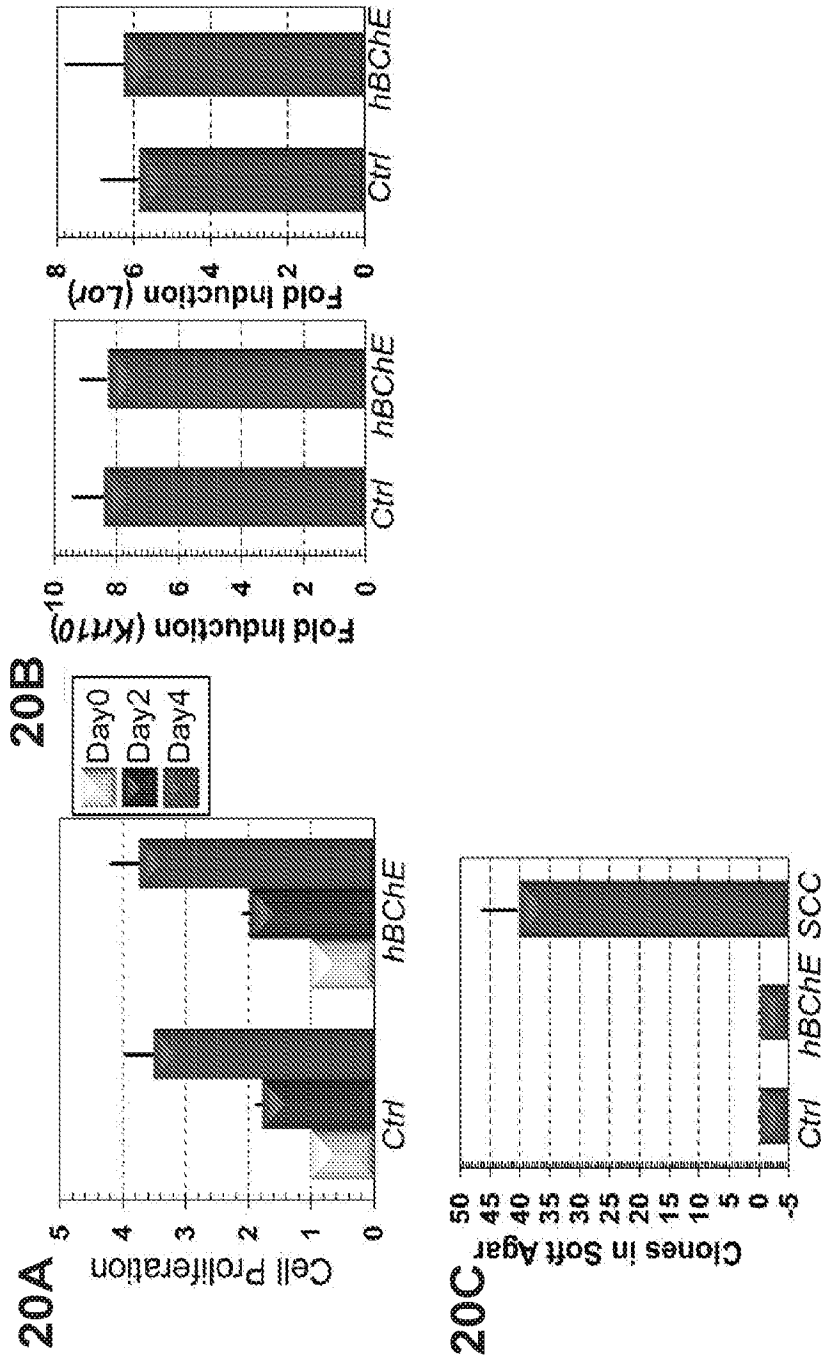 20A
Cell Proliferation
5
4
3
2
1
0
Ctrl
hBChE
Day0
Day2
Day4
20B
Fold Induction (Krt10)
10
8
6
4
2
0
Ctrl
hBChE
Fold Induction (Lor)
8
6
4
2
0
Ctrl
hBChE
20C
Clones in Soft Agar
50
45
40
35
30
25
20
15
10
5
0
-5
Ctrl
hBChE
SCC